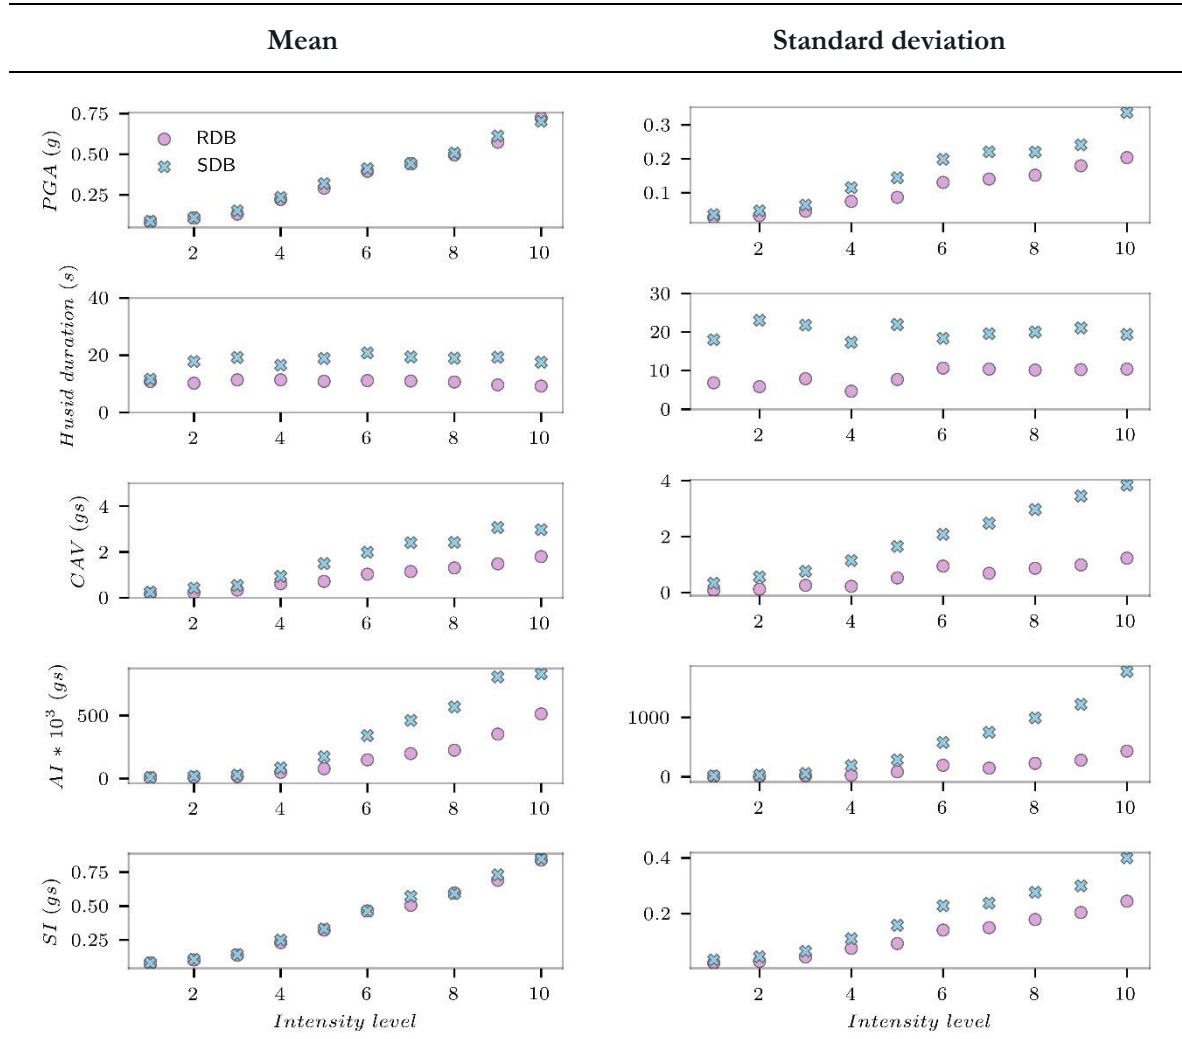 Mean Standard deviation
PGA (g)
0.75
0.50
0.25
RDB
SDB
2 4 6 8 10
0.3
0.2
0.1
2 4 6 8 10
Husid duration (s)
40
20
0
2 4 6 8 10
30
20
10
0
2 4 6 8 10
CAV (gs)
4
2
0
2 4 6 8 10
4
2
0
2 4 6 8 10
AI * 10³ (gs)
500
0
2 4 6 8 10
1000
0
2 4 6 8 10
SI (gs)
0.75
0.50
0.25
2 4 6 8 10
Intensity level
0.4
0.2
2 4 6 8 10
Intensity level